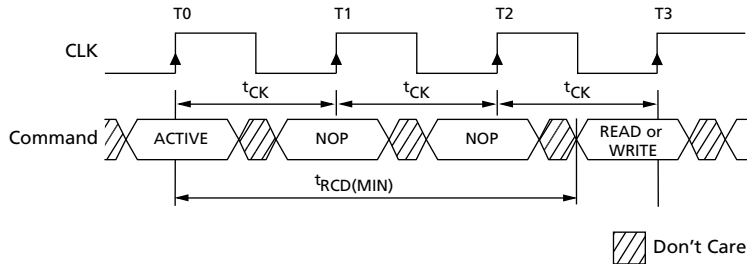 T0 T1 T2 T3
CLK
tCK tCK tCK
Command ACTIVE NOP NOP READ or
WRITE
tRCD(MIN)
Don't Care